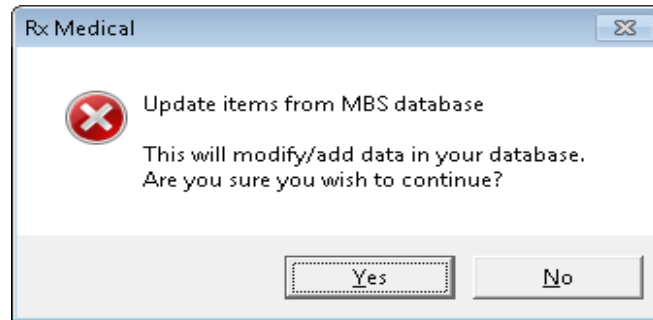 Rx Medical
Update items from MBS database
This will modify/add data in your database.
Are you sure you wish to continue?
Yes
No